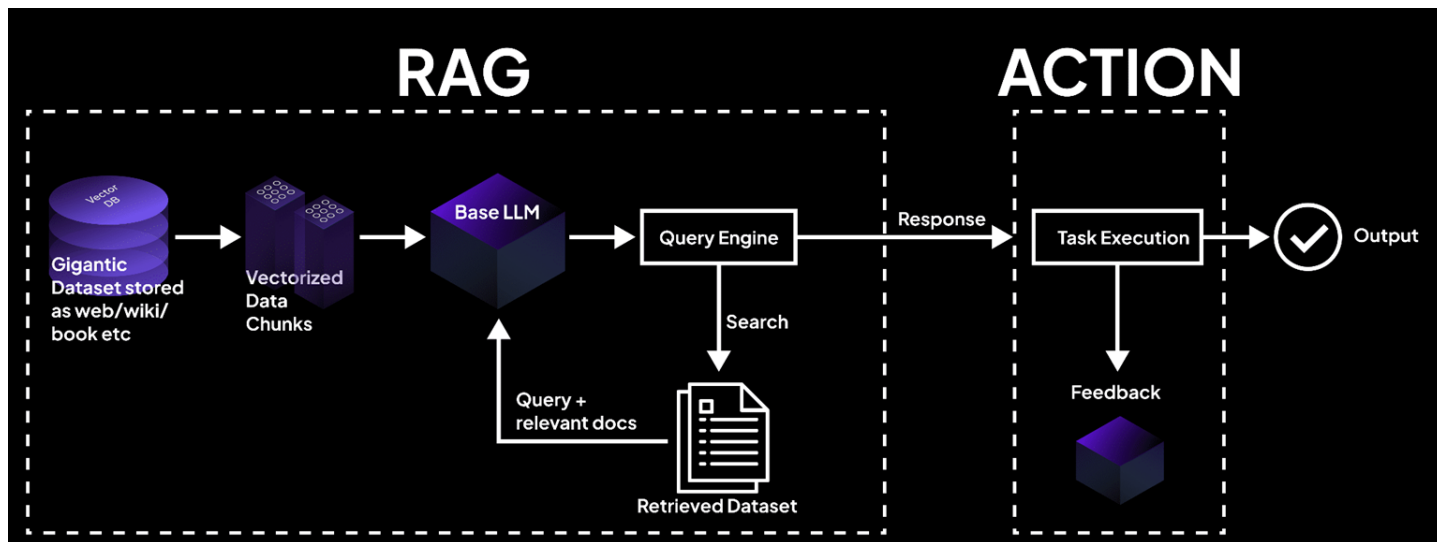 RAG
ACTION
Vector
DB
Gigantic
Dataset stored
as web/wiki/
book etc
Vectorized
Data
Chunks
Base LLM
Query Engine
Search
Query +
relevant docs
Retrieved Dataset
Response
Task Execution
Feedback
Output